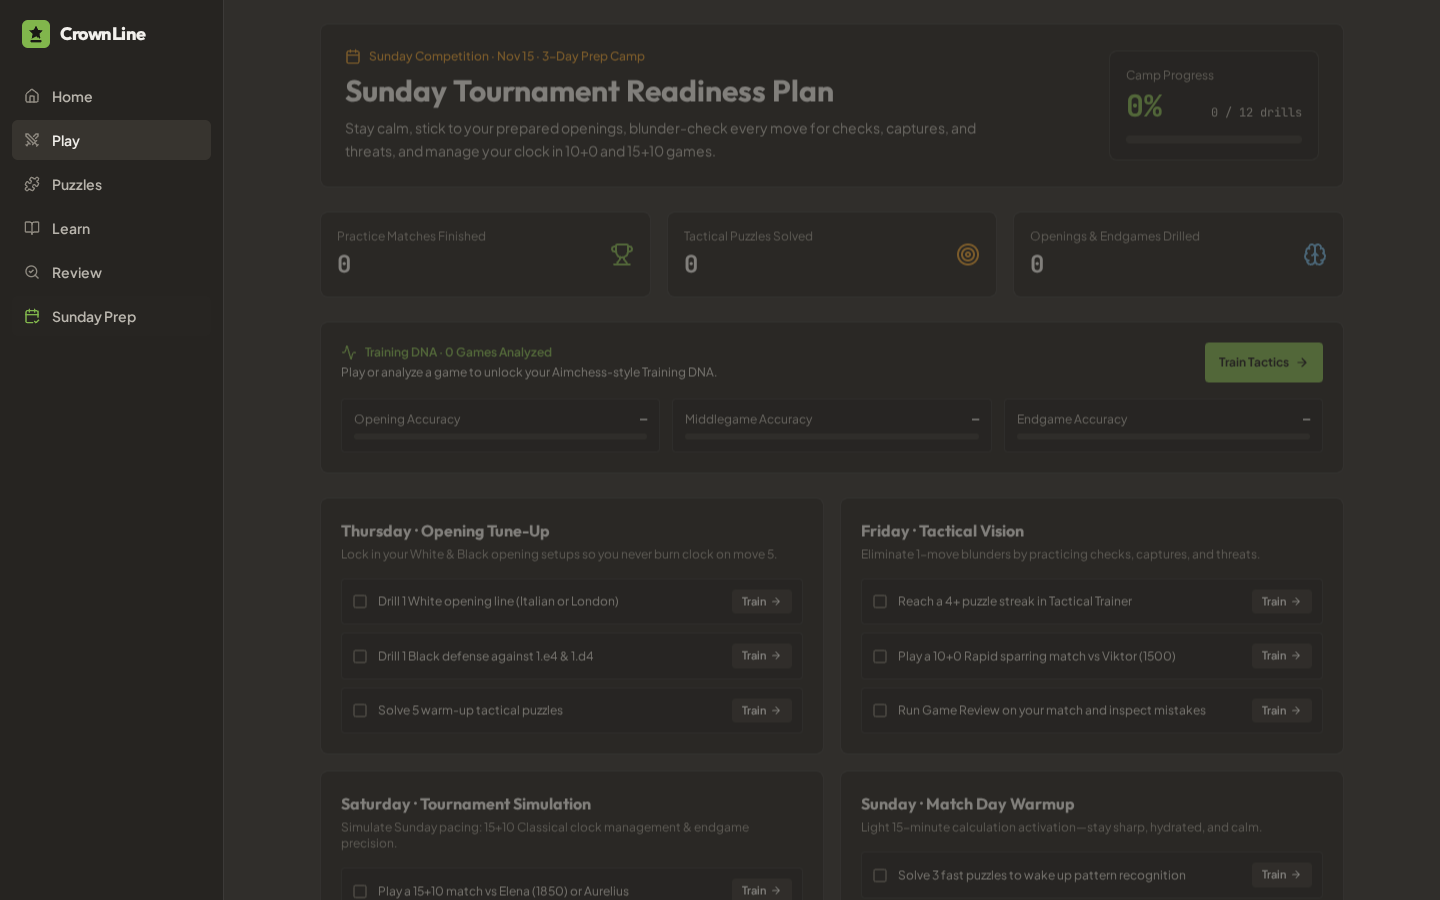 CrownLine
Home
Play
Puzzles
Learn
Review
Sunday Prep
Sunday Competition · Nov 15 · 3-Day Prep Camp
Sunday Tournament Readiness Plan
Stay calm, stick to your prepared openings, blunder-check every move for checks, captures, and
threats, and manage your clock in 10+0 and 15+10 games.
Camp Progress
0%
0 / 12 drills
Practice Matches Finished
0
Tactical Puzzles Solved
0
Openings & Endgames Drilled
0
Training DNA · 0 Games Analyzed
Play or analyze a game to unlock your Aimchess-style Training DNA.
Train Tactics →
Opening Accuracy –
Middlegame Accuracy –
Endgame Accuracy –
Thursday · Opening Tune-Up
Lock in your White & Black opening setups so you never burn clock on move 5.
Drill 1 White opening line (Italian or London)
Train →
Drill 1 Black defense against 1.e4 & 1.d4
Train →
Solve 5 warm-up tactical puzzles
Train →
Friday · Tactical Vision
Eliminate 1-move blunders by practicing checks, captures, and threats.
Reach a 4+ puzzle streak in Tactical Trainer
Train →
Play a 10+0 Rapid sparring match vs Viktor (1500)
Train →
Run Game Review on your match and inspect mistakes
Train →
Saturday · Tournament Simulation
Simulate Sunday pacing: 15+10 Classical clock management & endgame
precision.
Play a 15+10 match vs Elena (1850) or Aurelius
Train →
Sunday · Match Day Warmup
Light 15-minute calculation activation—stay sharp, hydrated, and calm.
Solve 3 fast puzzles to wake up pattern recognition
Train →